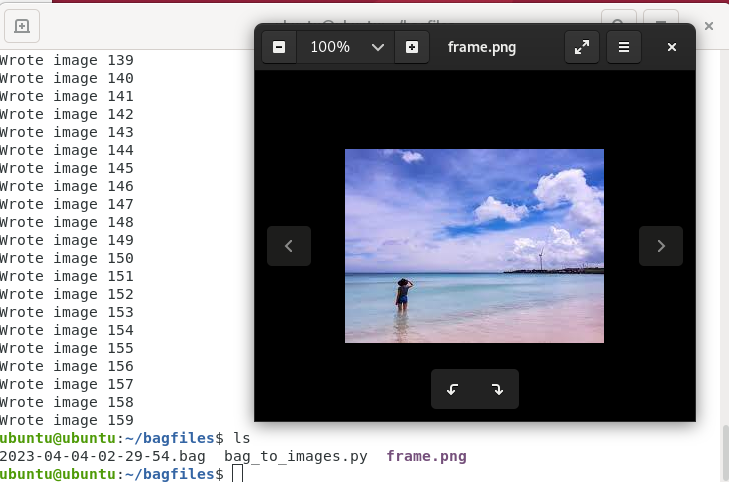 100%
frame.png
Wrote image 139
Wrote image 140
Wrote image 141
Wrote image 142
Wrote image 143
Wrote image 144
Wrote image 145
Wrote image 146
Wrote image 147
Wrote image 148
Wrote image 149
Wrote image 150
Wrote image 151
Wrote image 152
Wrote image 153
Wrote image 154
Wrote image 155
Wrote image 156
Wrote image 157
Wrote image 158
Wrote image 159
ubuntu@ubuntu:~/bagfiles$ ls
2023-04-04-02-29-54.bag  bag_to_images.py  frame.png
ubuntu@ubuntu:~/bagfiles$